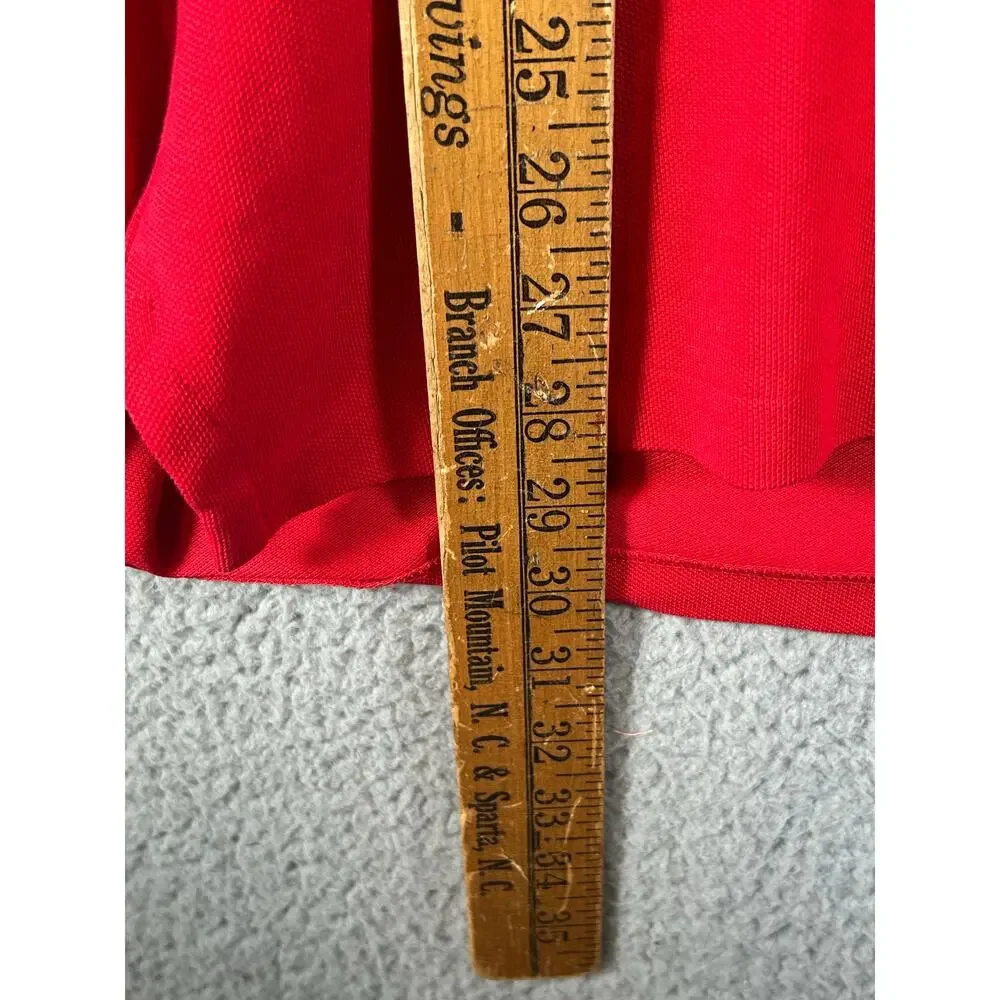 vings - Branch Offices: Pilot Mountain, N. C. & Sparta, N. C.
25 26 27 28 29 30 31 32 33 34 35